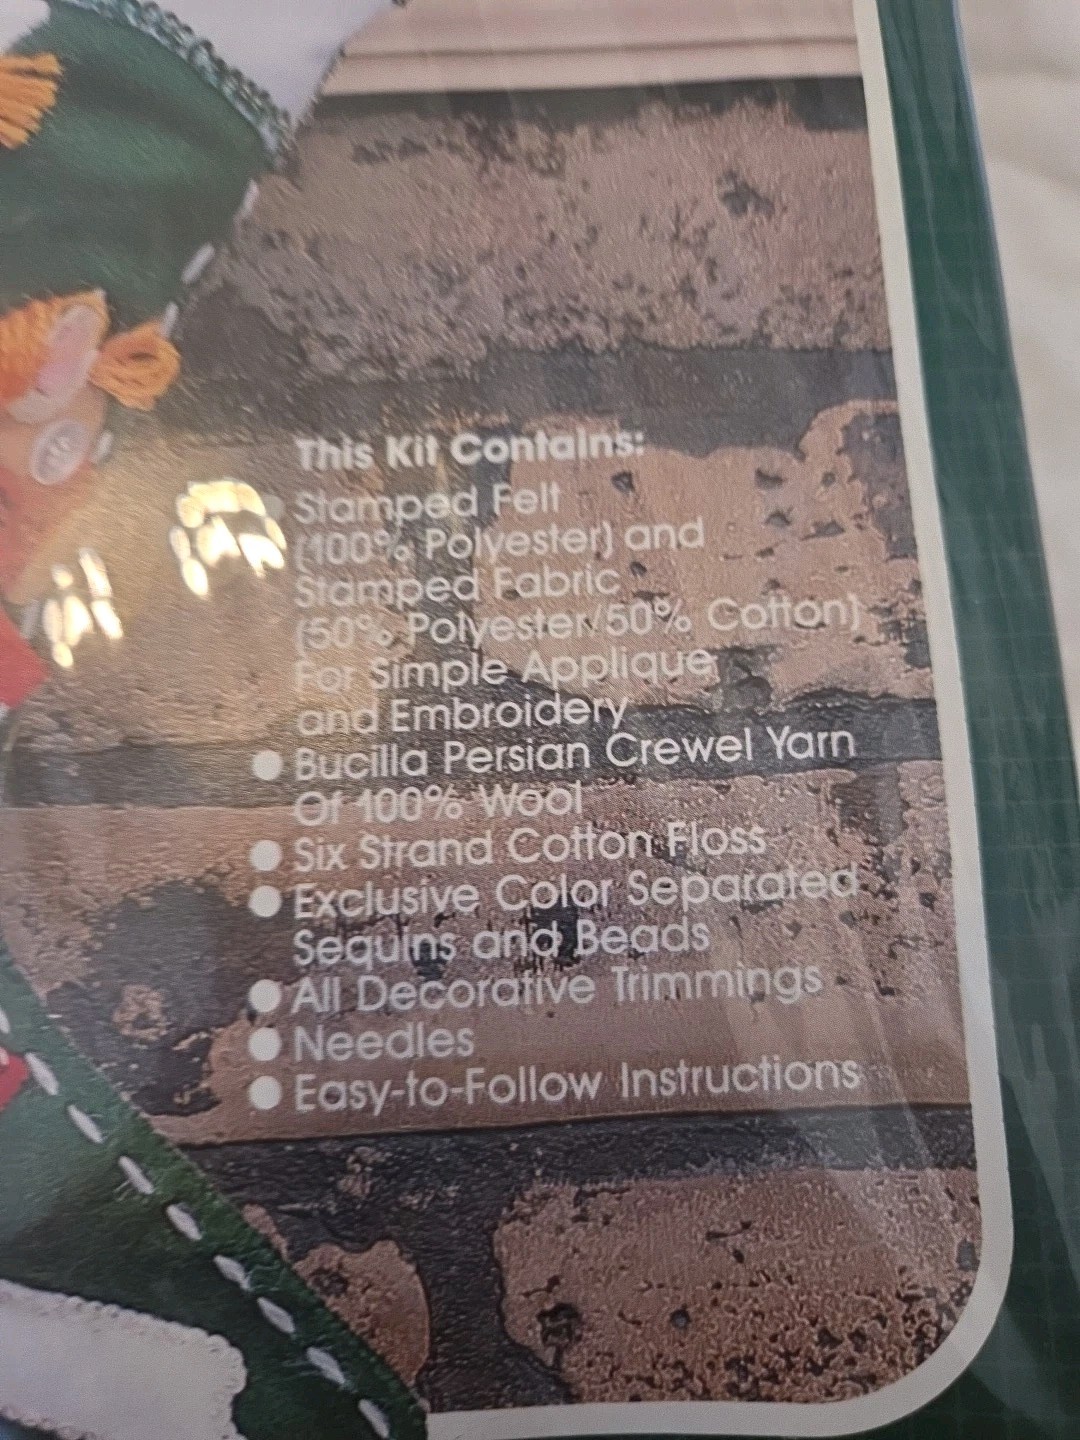 This Kit Contains:
● Stamped Felt
(100% Polyester) and
Stamped Fabric
(50% Polyester/50% Cotton)
For Simple Applique
and Embroidery
● Bucilla Persian Crewel Yarn
Of 100% Wool
● Six Strand Cotton Floss
● Exclusive Color Separated
Sequins and Beads
● All Decorative Trimmings
● Needles
● Easy-to-Follow Instructions